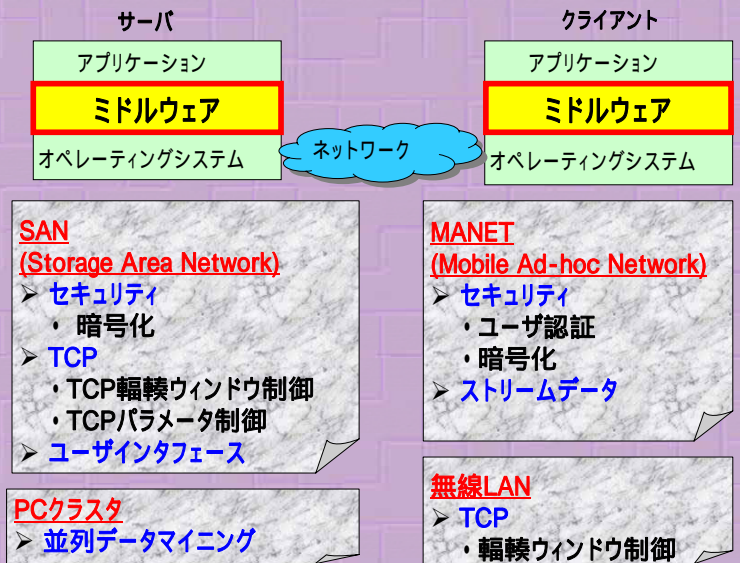 サーバ
アプリケーション
ミドルウェア
オペレーティングシステム
ネットワーク
クライアント
アプリケーション
ミドルウェア
オペレーティングシステム
SAN
(Storage Area Network)
➢ セキュリティ
・ 暗号化
➢ TCP
・TCP輻輳ウィンドウ制御
・TCPパラメータ制御
➢ ユーザインタフェース
PCクラスタ
➢ 並列データマイニング
MANET
(Mobile Ad-hoc Network)
➢ セキュリティ
・ユーザ認証
・暗号化
➢ ストリームデータ
無線LAN
➢ TCP
・輻輳ウィンドウ制御